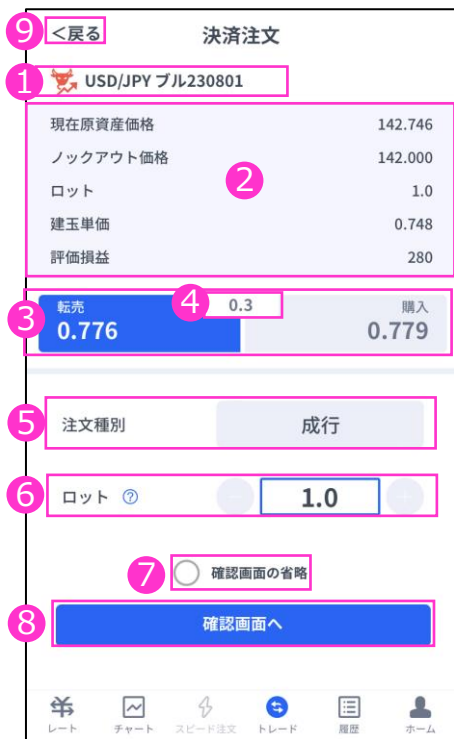 9 <戻る 決済注文
1 USD/JPY ブル230801
現在原資産価格 142.746
ノックアウト価格 142.000
2
ロット 1.0
建玉単価 0.748
評価損益 280
3 転売 4 0.3 購入
0.776 0.779
5 注文種別 成行
6 ロット ? - 1.0 +
7 確認画面の省略
8 確認画面へ
レート チャート スピード注文 トレード 履歴 ホーム